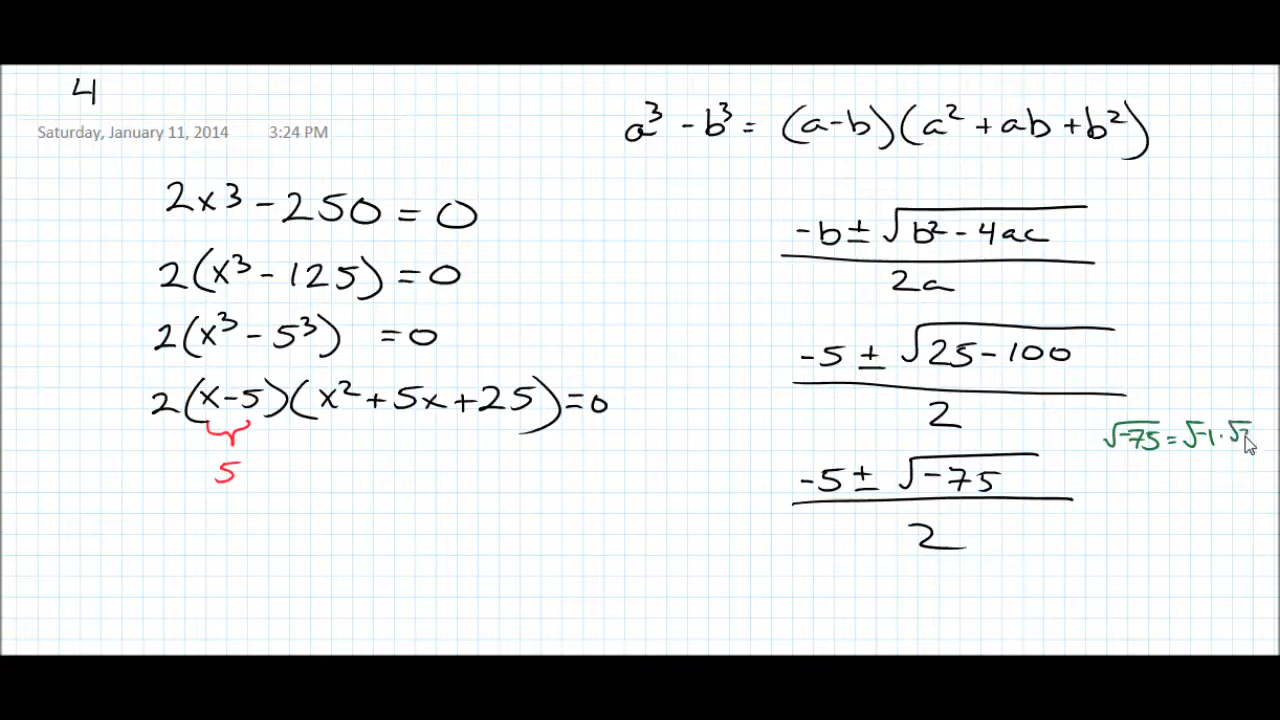 4
Saturday, January 11, 2014 3:24 PM
a³ - b³ = (a-b)(a² + ab + b²)
2x³ - 250 = 0
2(x³ - 125) = 0
2(x³ - 5³) = 0
2(x-5)(x² + 5x + 25) = 0
5
-b ± √(b² - 4ac)
2a
-5 ± √(25 - 100)
2
√-75 = √-1 · √
-5 ± √-75
2